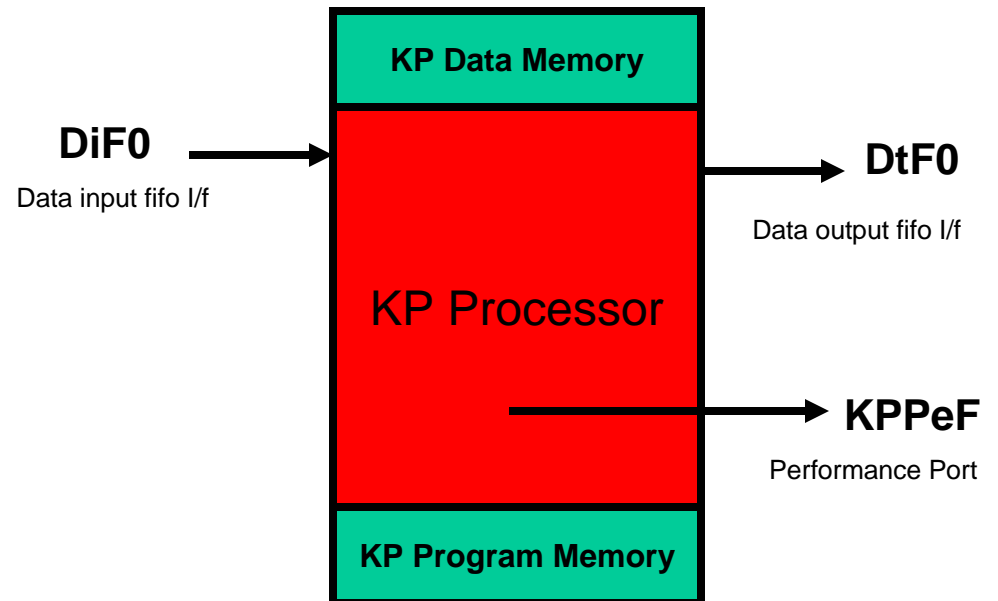 KP Data Memory
DiF0
Data input fifo I/f
DtF0
Data output fifo I/f
KP Processor
KPPeF
Performance Port
KP Program Memory